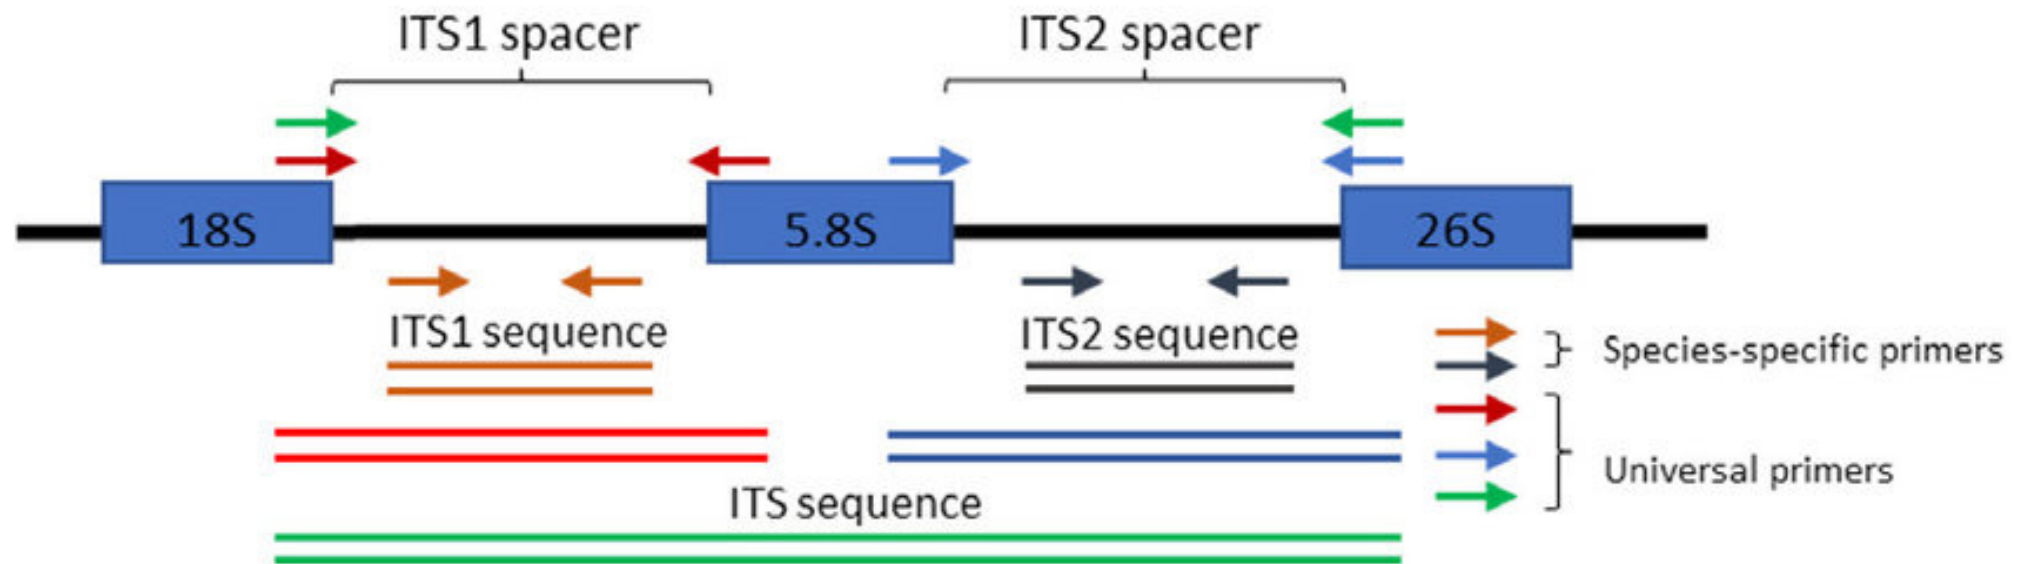 ITS1 spacer
ITS2 spacer
18S
5.8S
26S
ITS1 sequence
ITS2 sequence
Species-specific primers
Universal primers
ITS sequence